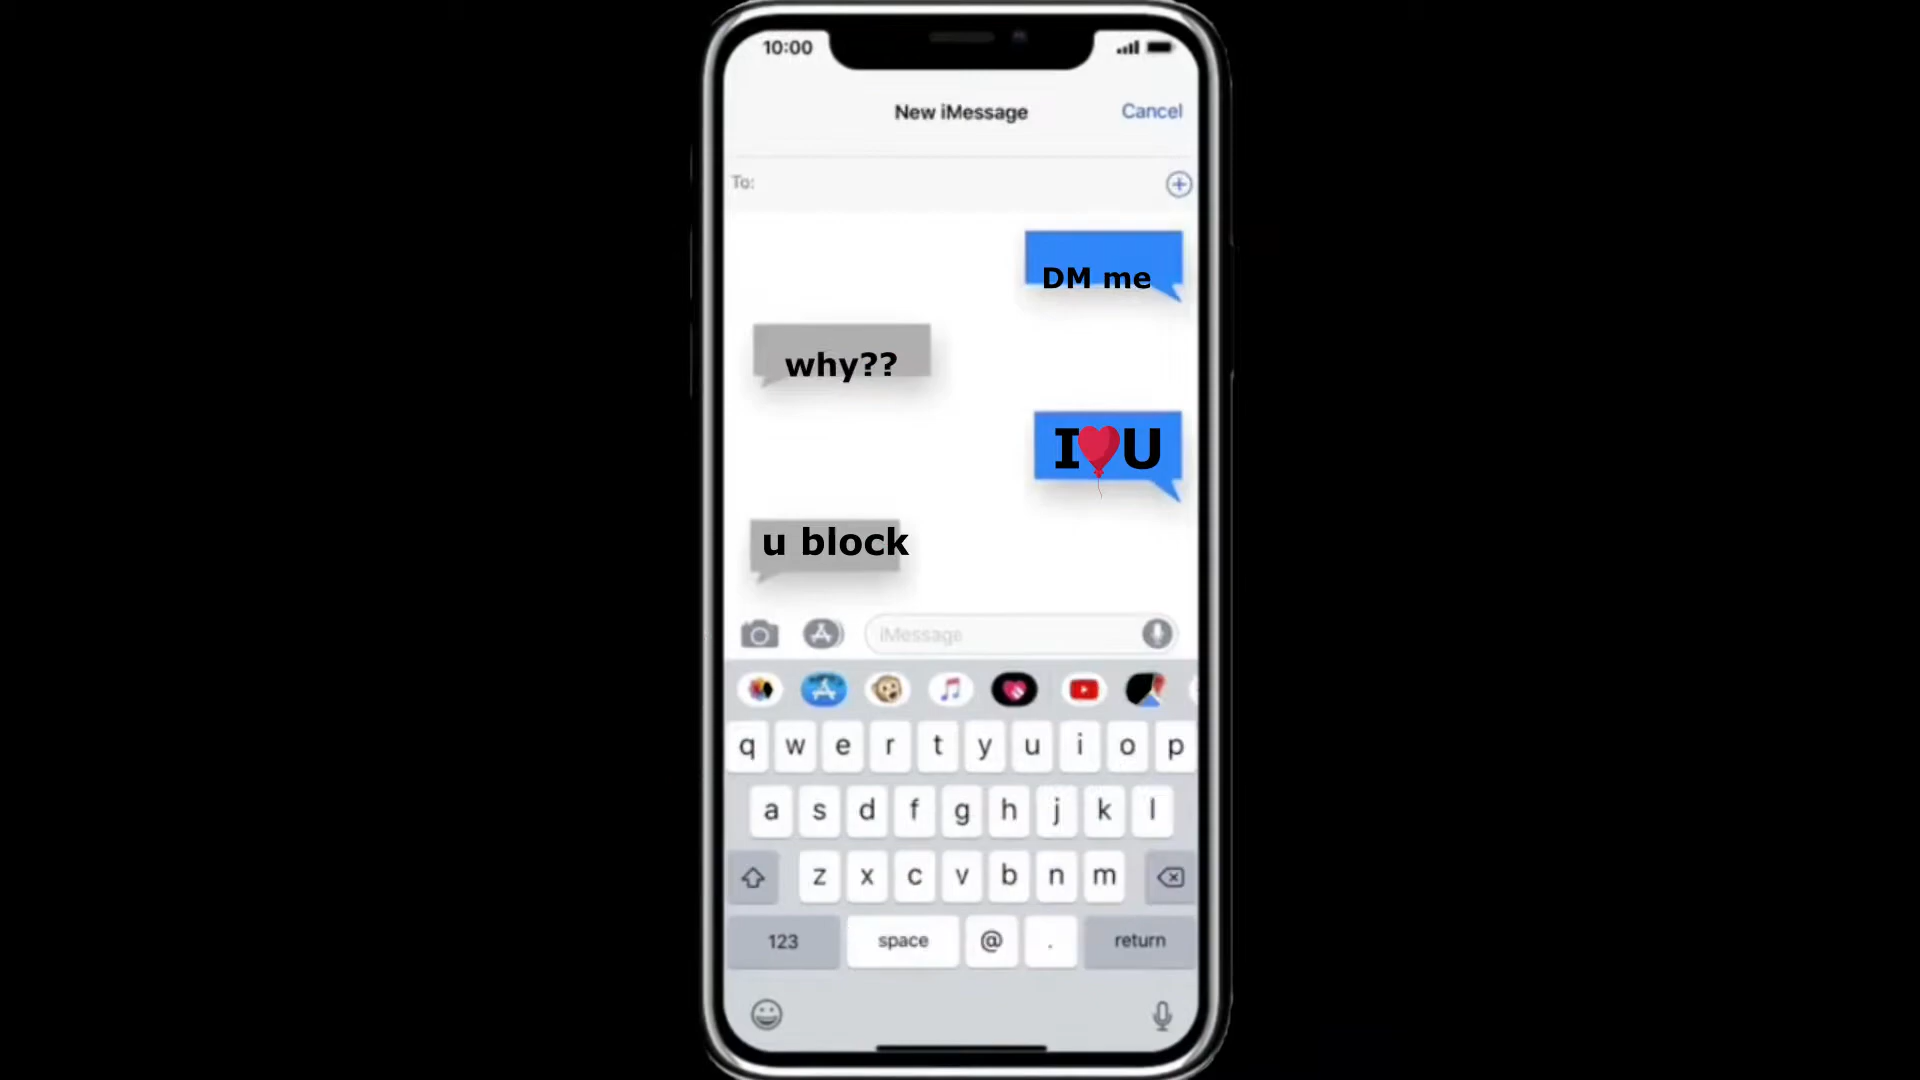 10:00
New iMessage
Cancel
To:
DM me
why??
I U
u block
iMessage
q w e r t y u i o p
a s d f g h j k l
z x c v b n m
123 space @ . return